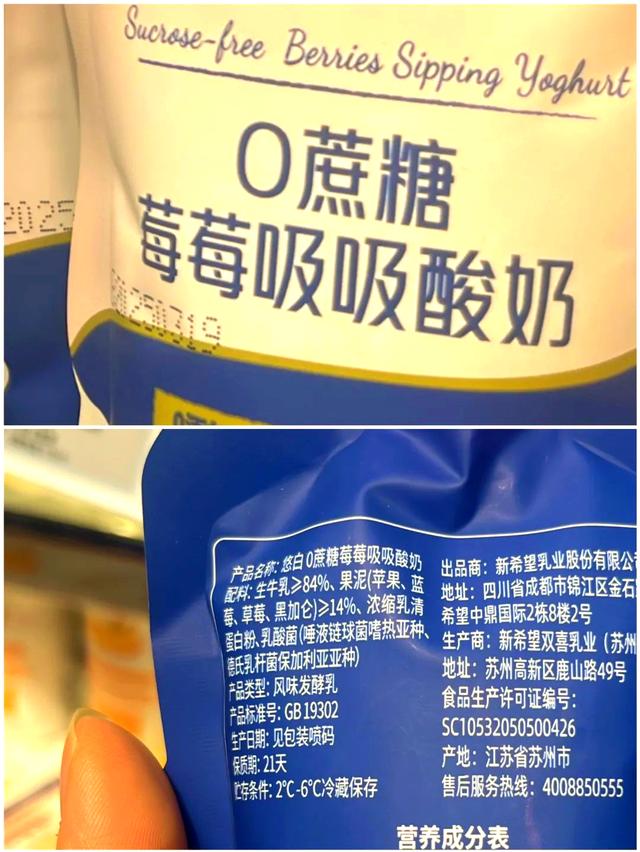 Sucrose-free Berries Sipping Yoghurt
0蔗糖
莓莓吸吸酸奶
2025
20250319
产品名称: 悠白0蔗糖莓莓吸吸酸奶
配料: 生牛乳≥84%、果泥(苹果、蓝
莓、草莓、黑加仑)≥14%、浓缩乳清
蛋白粉、乳酸菌(唾液链球菌嗜热亚种、
德氏乳杆菌保加利亚亚种)
产品类型: 风味发酵乳
产品标准号: GB 19302
生产日期: 见包装喷码
保质期: 21天
贮存条件: 2℃-6℃冷藏保存
出品商: 新希望乳业股份有限公
地址: 四川省成都市锦江区金石
希望中鼎国际2栋8楼2号
生产商: 新希望双喜乳业(苏州
地址: 苏州高新区鹿山路49号
食品生产许可证编号:
SC10532050500426
产地: 江苏省苏州市
售后服务热线: 4008850555
营养成分表